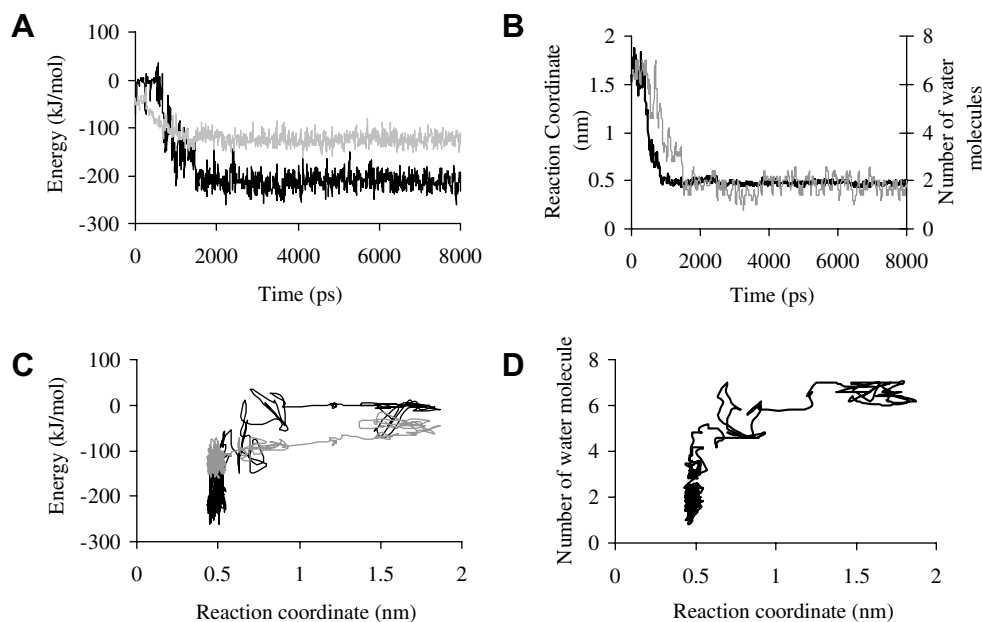 A
100
0
-100
-200
-300
Energy (kJ/mol)
0 2000 4000 6000 8000
Time (ps)
B
2
1.5
1
0.5
0
Reaction Coordinate
(nm)
8
6
4
2
0
Number of water
molecules
0 2000 4000 6000 8000
Time (ps)
C
100
0
-100
-200
-300
Energy (kJ/mol)
0 0.5 1 1.5 2
Reaction coordinate (nm)
D
8
6
4
2
0
Number of water molecule
0 0.5 1 1.5 2
Reaction coordinate (nm)